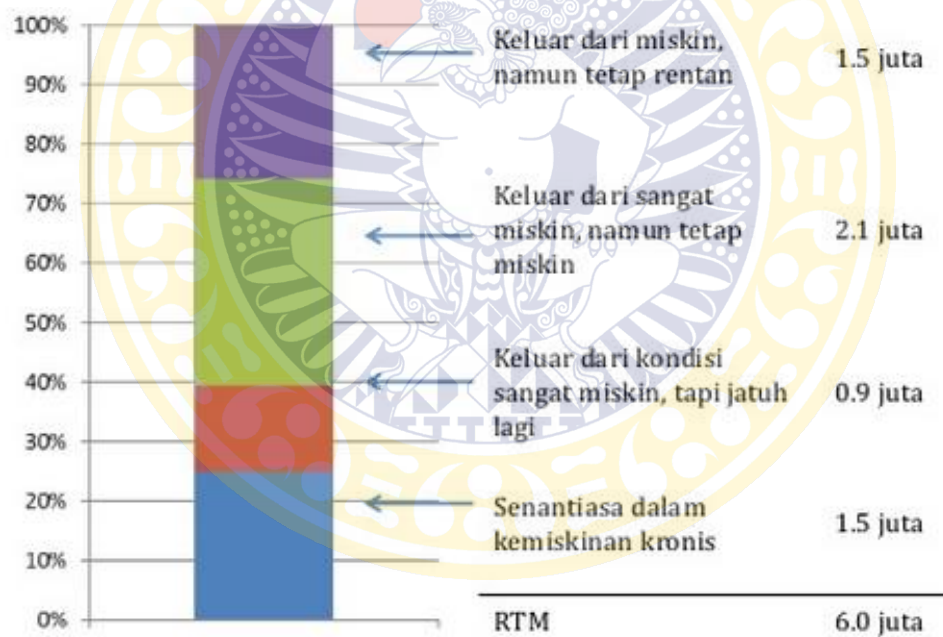 100%
90%
80%
70%
60%
50%
40%
30%
20%
10%
0%
Keluar dari miskin,
namun tetap rentan
1.5 juta
Keluar dari sangat
miskin, namun tetap
miskin
2.1 juta
Keluar dari kondisi
sangat miskin, tapi jatuh
lagi
0.9 juta
Senantiasa dalam
kemiskinan kronis
1.5 juta
RTM
6.0 juta